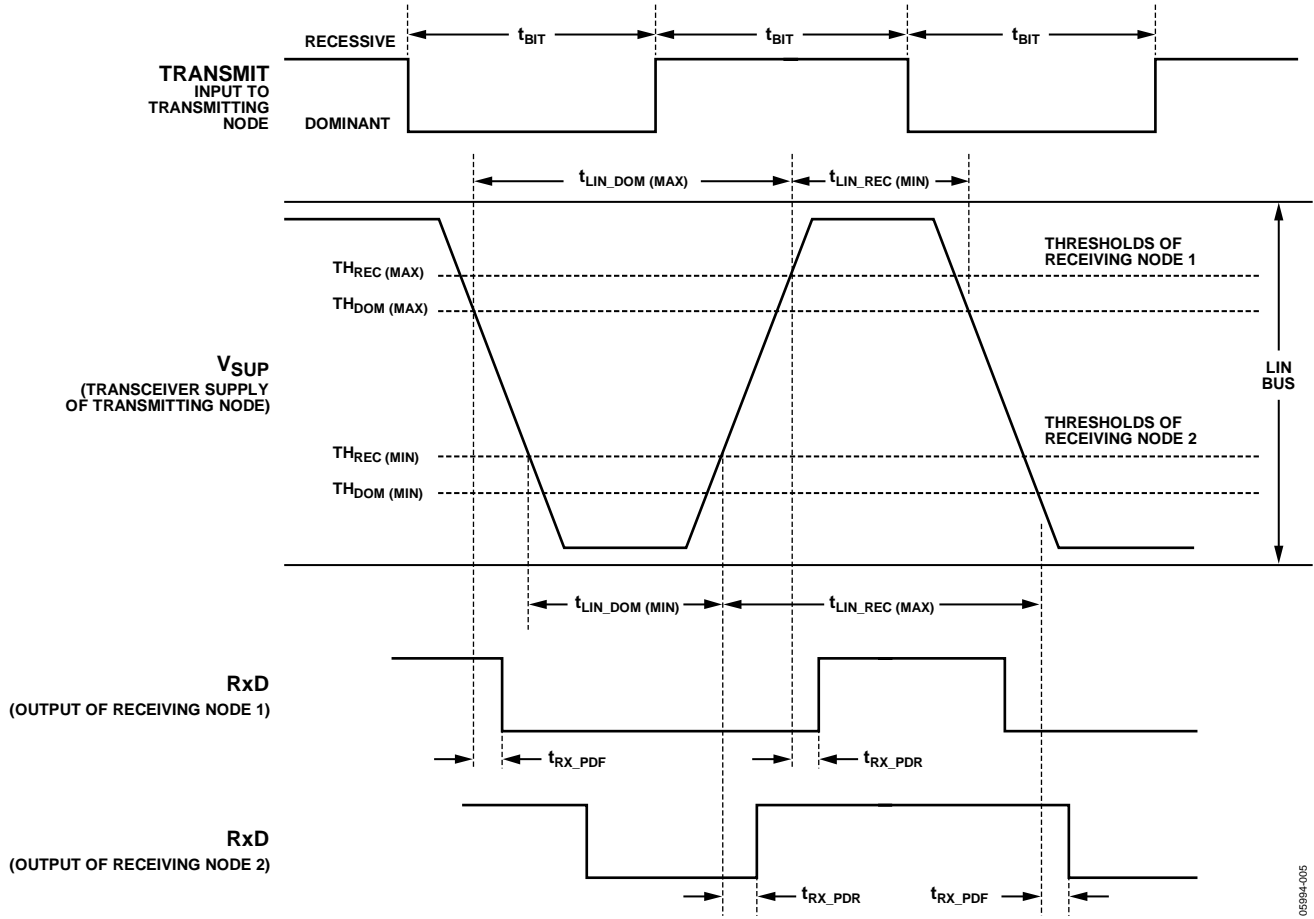 tBIT
tBIT
tBIT
RECESSIVE
TRANSMIT
INPUT TO
TRANSMITTING
NODE
DOMINANT
tLIN_DOM (MAX)
tLIN_REC (MIN)
THRESHOLDS OF
RECEIVING NODE 1
THREC (MAX)
THDOM (MAX)
VSUP
(TRANSCEIVER SUPPLY
OF TRANSMITTING NODE)
LIN
BUS
THRESHOLDS OF
RECEIVING NODE 2
THREC (MIN)
THDOM (MIN)
tLIN_DOM (MIN)
tLIN_REC (MAX)
RxD
(OUTPUT OF RECEIVING NODE 1)
tRX_PDF
tRX_PDR
RxD
(OUTPUT OF RECEIVING NODE 2)
tRX_PDR
tRX_PDF
05994-005